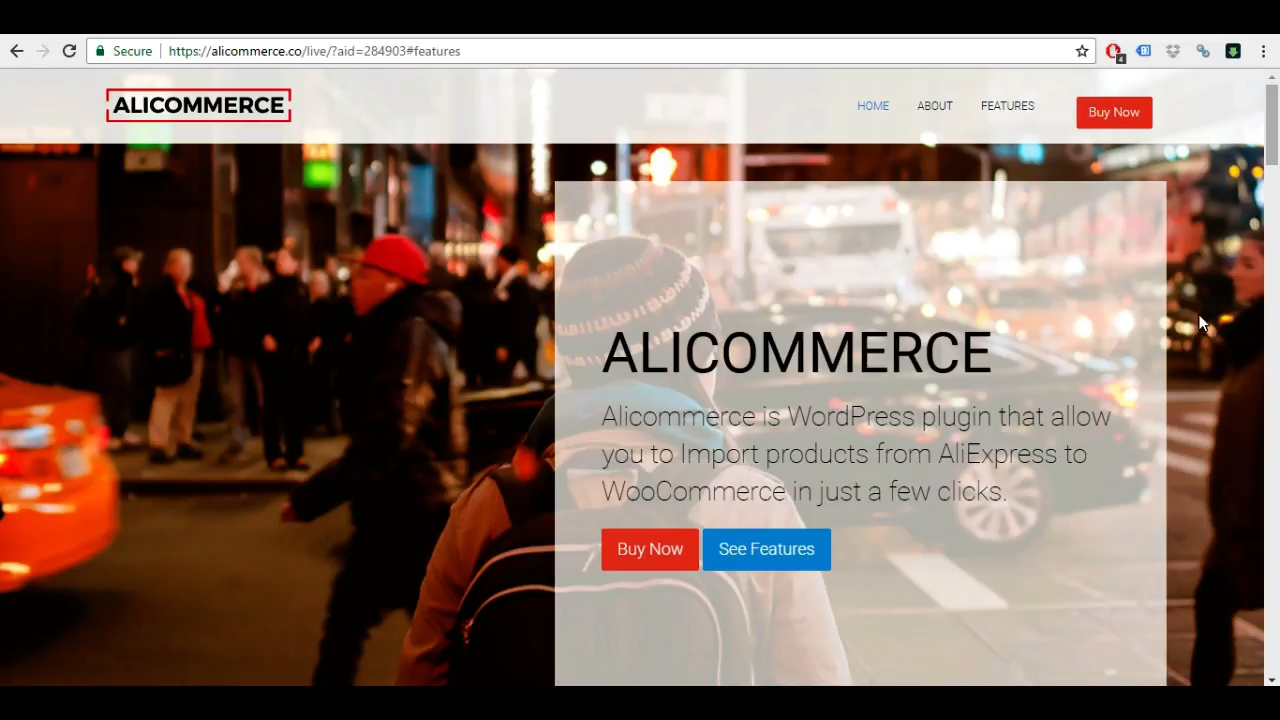 Secure https://alicommerce.co/live/?aid=284903#features
4
ALICOMMERCE
HOME ABOUT FEATURES Buy Now
ALICOMMERCE
Alicommerce is WordPress plugin that allow
you to Import products from AliExpress to
WooCommerce in just a few clicks.
Buy Now See Features